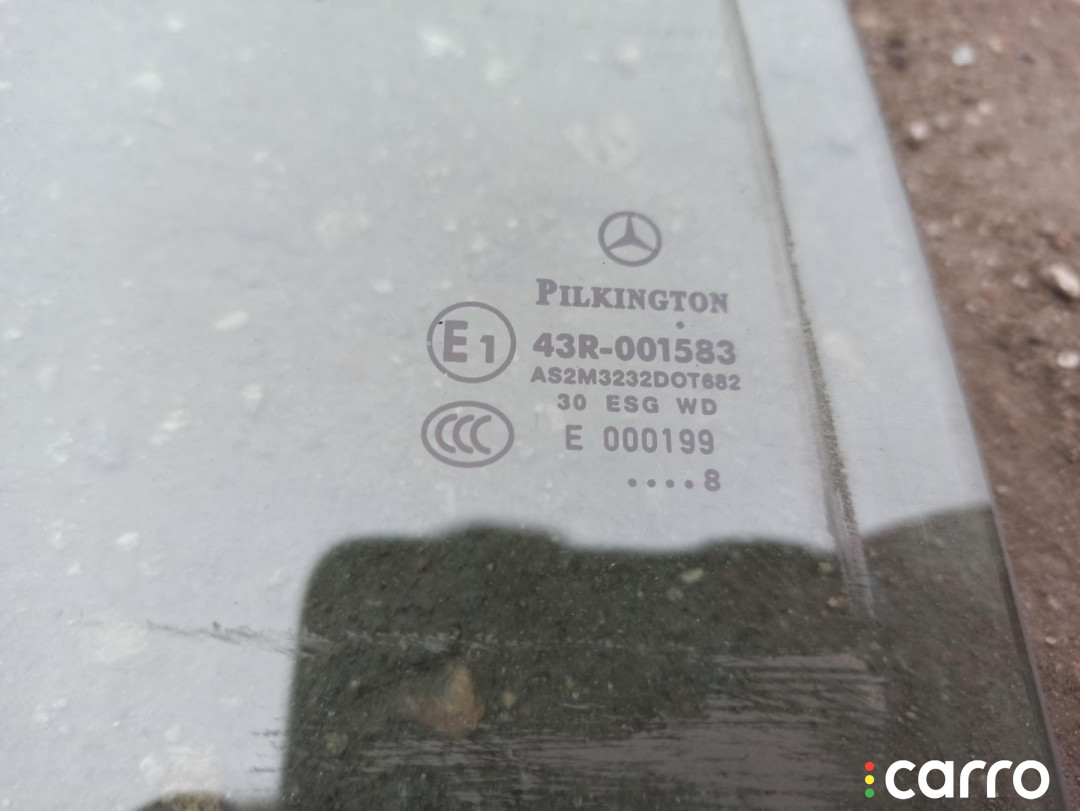 PILKINGTON
E1 43R-001583
AS2M3232DOT682
30 ESG WD
CCC E 000199
....8
carro